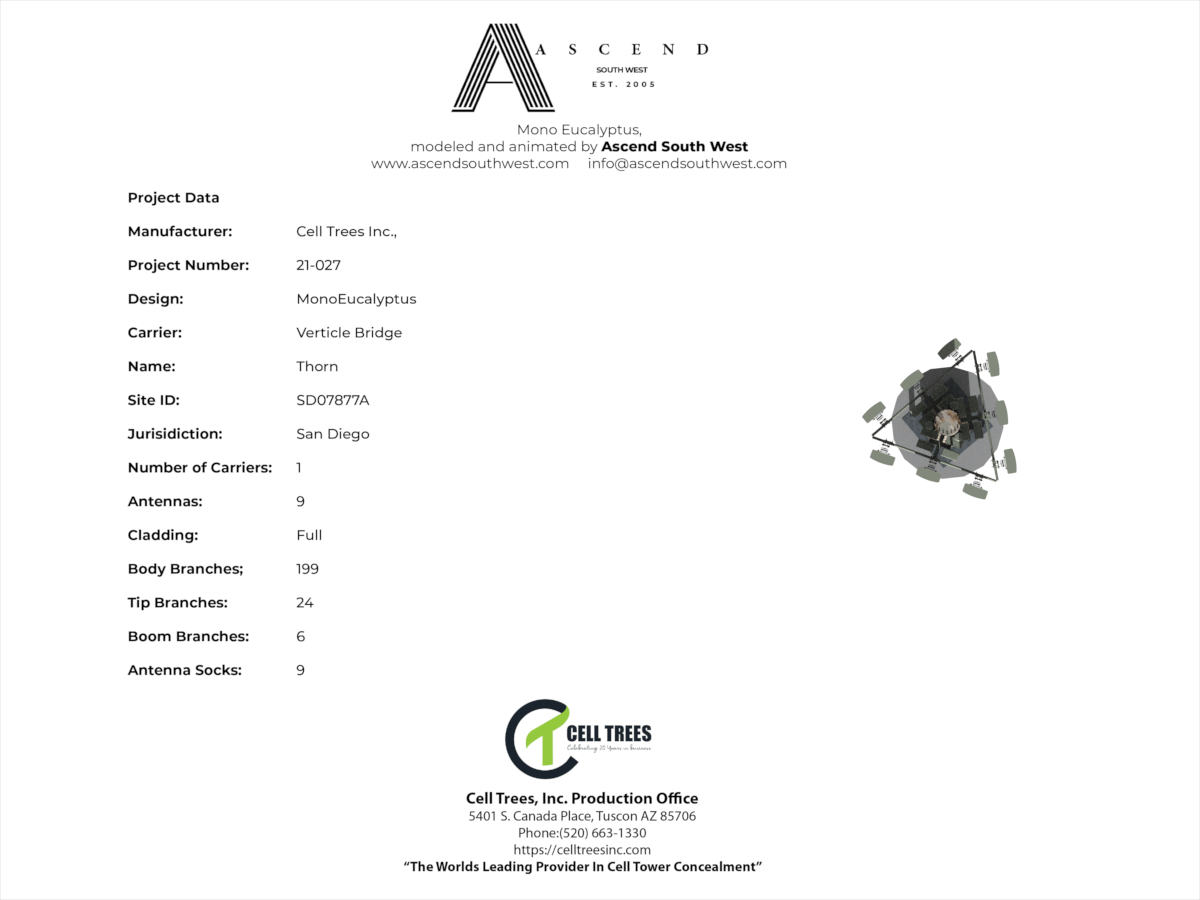 A S C E N D
SOUTH WEST
EST. 2005
Mono Eucalyptus,
modeled and animated by Ascend South West
www.ascendsouthwest.com info@ascendsouthwest.com
Project Data
Manufacturer: Cell Trees Inc.,
Project Number: 21-027
Design: MonoEucalyptus
Carrier: Verticle Bridge
Name: Thorn
Site ID: SD07877A
Jurisidiction: San Diego
Number of Carriers: 1
Antennas: 9
Cladding: Full
Body Branches; 199
Tip Branches: 24
Boom Branches: 6
Antenna Socks: 9
CELL TREES
Celebrating 20 Years in business
Cell Trees, Inc. Production Office
5401 S. Canada Place, Tuscon AZ 85706
Phone:(520) 663-1330
https://celltreesinc.com
“The Worlds Leading Provider In Cell Tower Concealment”